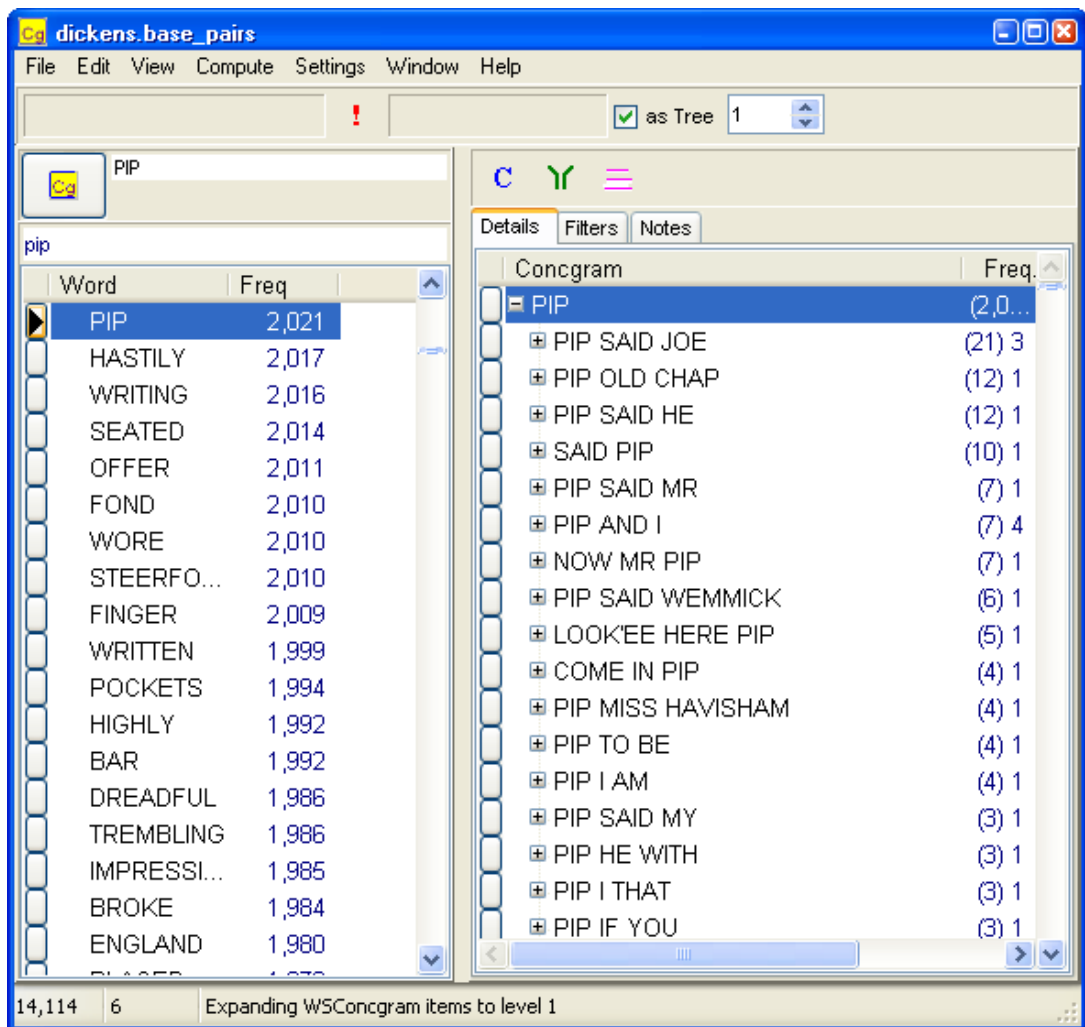 Cg dickens.base_pairs
File Edit View Compute Settings Window Help
! as Tree 1
Cg PIP
pip
Word Freq
PIP 2,021
HASTILY 2,017
WRITING 2,016
SEATED 2,014
OFFER 2,011
FOND 2,010
WORE 2,010
STEERFO... 2,010
FINGER 2,009
WRITTEN 1,999
POCKETS 1,994
HIGHLY 1,992
BAR 1,992
DREADFUL 1,986
TREMBLING 1,986
IMPRESSI... 1,985
BROKE 1,984
ENGLAND 1,980
C
Details Filters Notes
Concgram Freq.
PIP (2,0...
PIP SAID JOE (21) 3
PIP OLD CHAP (12) 1
PIP SAID HE (12) 1
SAID PIP (10) 1
PIP SAID MR (7) 1
PIP AND I (7) 4
NOW MR PIP (7) 1
PIP SAID WEMMICK (6) 1
LOOK'EE HERE PIP (5) 1
COME IN PIP (4) 1
PIP MISS HAVISHAM (4) 1
PIP TO BE (4) 1
PIP I AM (4) 1
PIP SAID MY (3) 1
PIP HE WITH (3) 1
PIP I THAT (3) 1
PIP IF YOU (3) 1
14,114 6 Expanding WSConcgram items to level 1